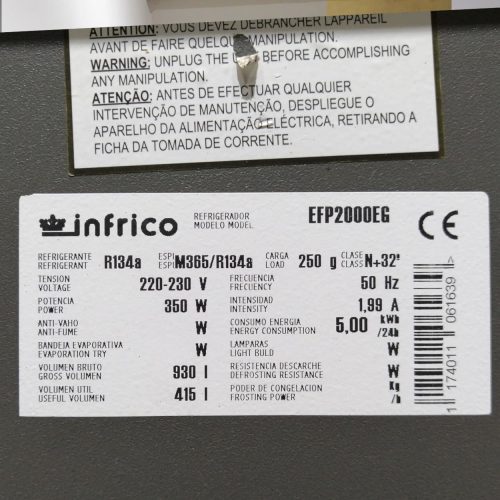 ATTENTION: VOUS DEVEZ DEBRANCHER LAPPAREIL
AVANT DE FAIRE QUELQUE MANIPULATION.
WARNING: UNPLUG THE BEFORE ACCOMPLISHING
ANY MANIPULATION.
ATENÇÃO: ANTES DE EFECTUAR QUALQUIER
INTERVENÇÃO DE MANUTENÇÃO, DESPLIEGUE O
APARELHO DA ALIMENTAÇÃO ELÉCTRICA, RETIRANDO A
FICHA DA TOMADA DE CORRENTE.
infrico REFRIGERADOR MODELO MODEL EFP2000EG CE
REFRIGERANTE REFRIGERANT R134a ESPU M365/R134a CARGA LOAD 250 g CLASE CLASS N+32º
TENSION VOLTAGE 220-230 V FRECUENCIA FREQUENCY 50 Hz
POTENCIA POWER 350 W INTENSIDAD INTENSITY 1,99 A
ANTI-VAHO ANTI-FUME W CONSUMO ENERGIA ENERGY CONSUMPTION 5,00 kWh /24h
BANDEJA EVAPORATIVA EVAPORATION TRY W LAMPARAS LIGHT BULD W
VOLUMEN BRUTO GROSS VOLUMEN 930 l RESISTENCIA DESCARCHE DEFROSTING RESISTANCE W
VOLUMEN UTIL USEFUL VOLUMEN 415 l PODER DE CONGELACION FROSTING POWER Kg /h
1 174011 061639 >